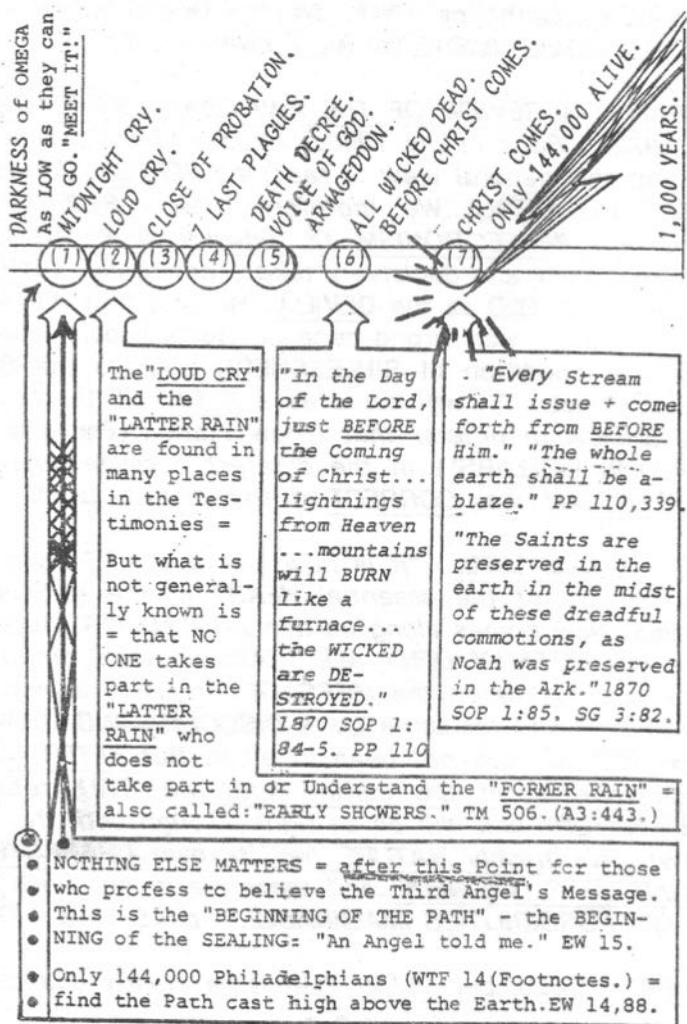 DARKNESS of OMEGA
As LOW as they can
GO. "MEET IT!"
MIDNIGHT CRY.
LOUD CRY.
CLOSE OF PROBATION.
7 LAST PLAGUES.
DEATH DECREE.
VOICE OF GOD.
ARMAGEDDON.
ALL WICKED DEAD.
BEFORE CHRIST COMES.
CHRIST COMES.
ONLY 144,000 ALIVE.
1,000 YEARS.
(1) (2) (3) (4) (5) (6) (7)
The "LOUD CRY"
and the
"LATTER RAIN"
are found in
many places
in the Tes-
timonies =
But what is
not general-
ly known is
= that NO
ONE takes
part in the
"LATTER
RAIN" who
does not
take part in or Understand the "FORMER RAIN" =
also called: "EARLY SHOWERS." TM 506. (A3:443.)
"In the Day
of the Lord,
just BEFORE
the Coming
of Christ...
lightnings
from Heaven
...mountains
will BURN
like a
furnace...
the WICKED
are DE-
STROYED."
1870 SOP 1:
84-5. PP 110
"Every Stream
shall issue + come
forth from BEFORE
Him." "The whole
earth shall be a-
blaze." PP 110,339.
"The Saints are
preserved in the
earth in the midst
of these dreadful
commotions, as
Noah was preserved
in the Ark." 1870
SOP 1:85. SG 3:82.
NOTHING ELSE MATTERS = after this Point for those
who profess to believe the Third Angel's Message.
This is the "BEGINNING OF THE PATH" = the BEGIN-
NING of the SEALING: "An Angel told me." EW 15.
Only 144,000 Philadelphians (WTF 14(Footnotes.) =
find the Path cast high above the Earth.EW 14,88.